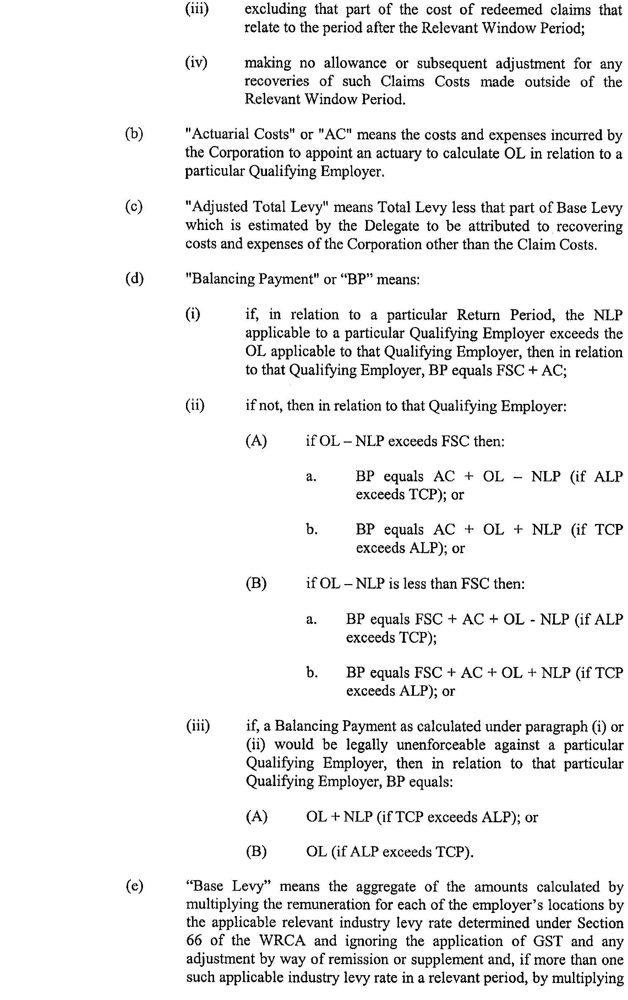 (iii) excluding that part of the cost of redeemed claims that
relate to the period after the Relevant Window Period;
(iv) making no allowance or subsequent adjustment for any
recoveries of such Claims Costs made outside of the
Relevant Window Period.
(b) "Actuarial Costs" or "AC" means the costs and expenses incurred by
the Corporation to appoint an actuary to calculate OL in relation to a
particular Qualifying Employer.
(c) "Adjusted Total Levy" means Total Levy less that part of Base Levy
which is estimated by the Delegate to be attributed to recovering
costs and expenses of the Corporation other than the Claim Costs.
(d) "Balancing Payment" or “BP” means:
(i) if, in relation to a particular Return Period, the NLP
applicable to a particular Qualifying Employer exceeds the
OL applicable to that Qualifying Employer, then in relation
to that Qualifying Employer, BP equals FSC + AC;
(ii) if not, then in relation to that Qualifying Employer:
(A) if OL – NLP exceeds FSC then:
a. BP equals AC + OL – NLP (if ALP
exceeds TCP); or
b. BP equals AC + OL + NLP (if TCP
exceeds ALP); or
(B) if OL – NLP is less than FSC then:
a. BP equals FSC + AC + OL - NLP (if ALP
exceeds TCP);
b. BP equals FSC + AC + OL + NLP (if TCP
exceeds ALP); or
(iii) if, a Balancing Payment as calculated under paragraph (i) or
(ii) would be legally unenforceable against a particular
Qualifying Employer, then in relation to that particular
Qualifying Employer, BP equals:
(A) OL + NLP (if TCP exceeds ALP); or
(B) OL (if ALP exceeds TCP).
(e) “Base Levy” means the aggregate of the amounts calculated by
multiplying the remuneration for each of the employer’s locations by
the applicable relevant industry levy rate determined under Section
66 of the WRCA and ignoring the application of GST and any
adjustment by way of remission or supplement and, if more than one
such applicable industry levy rate in a relevant period, by multiplying